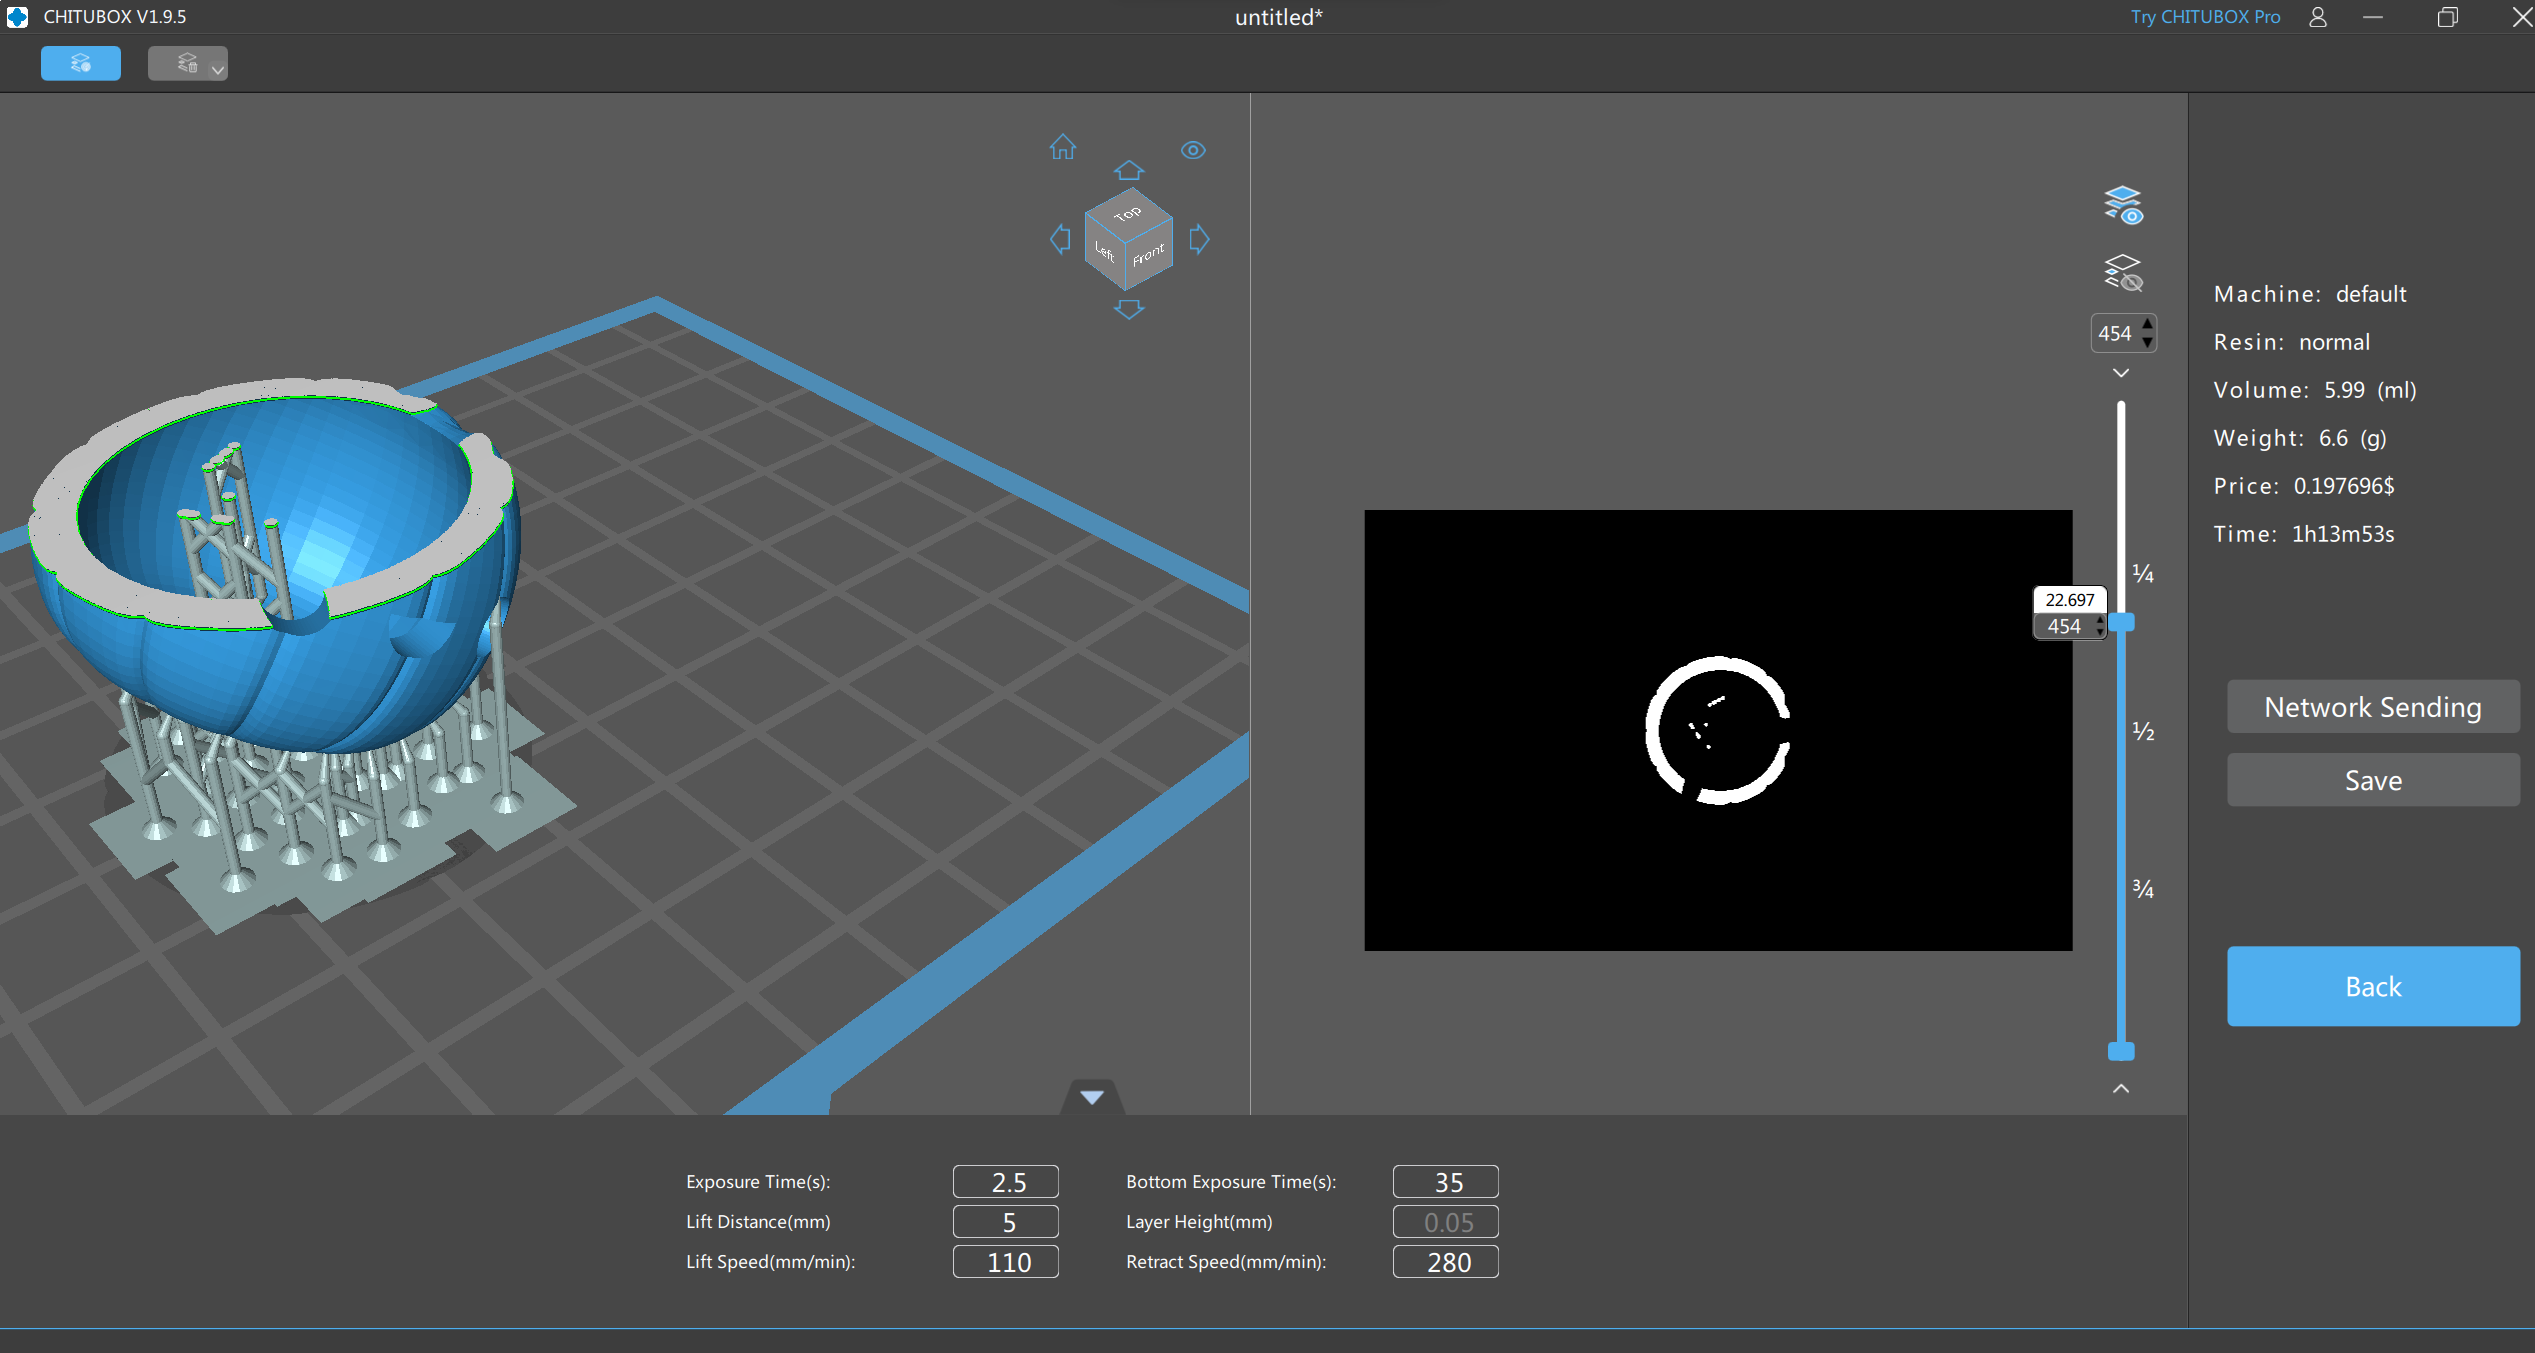 CHITUBOX V1.9.5
untitled*
Try CHITUBOX Pro
Top
Left
Front
454
Machine: default
Resin: normal
Volume: 5.99 (ml)
Weight: 6.6 (g)
Price: 0.197696$
Time: 1h13m53s
¼
22.697
454
½
¾
Network Sending
Save
Back
Exposure Time(s): 2.5 Bottom Exposure Time(s): 35
Lift Distance(mm) 5 Layer Height(mm) 0.05
Lift Speed(mm/min): 110 Retract Speed(mm/min): 280